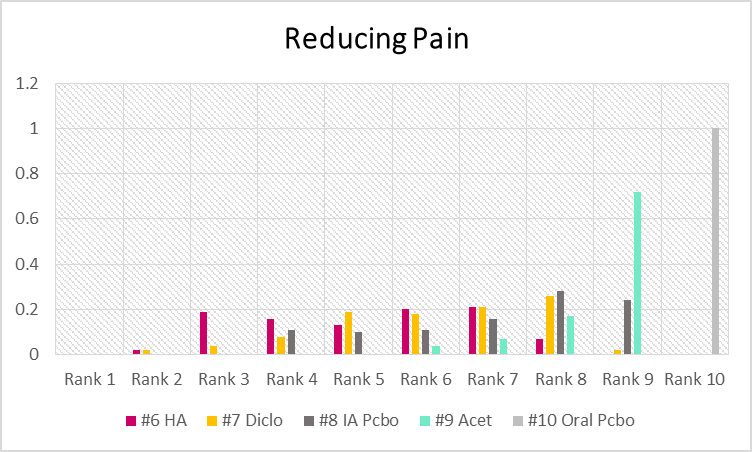 Reducing Pain
1.2
1
0.8
0.6
0.4
0.2
0
Rank 1 Rank 2 Rank 3 Rank 4 Rank 5 Rank 6 Rank 7 Rank 8 Rank 9 Rank 10
#6 HA #7 Diclo #8 IA Pcbo #9 Acet #10 Oral Pcbo